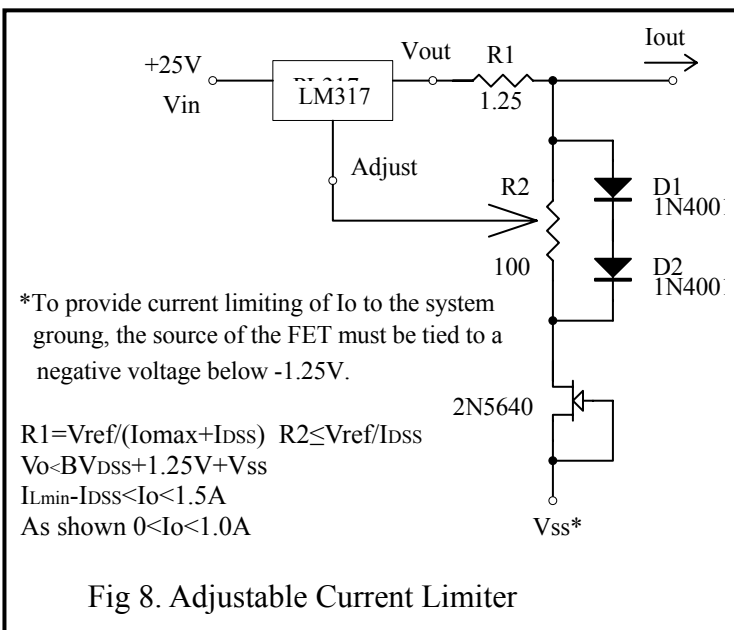 +25V
Vin
LM317
Vout
R1
1.25
Iout
Adjust
R2
100
D1
1N4001
D2
1N4001
*To provide current limiting of Io to the system
groung, the source of the FET must be tied to a
negative voltage below -1.25V.
2N5640
R1=Vref/(Iomax+IDSS) R2≤Vref/IDSS
Vo<BVDSS+1.25V+Vss
ILmin-IDSS<Io<1.5A
As shown 0<Io<1.0A
Vss*
Fig 8. Adjustable Current Limiter